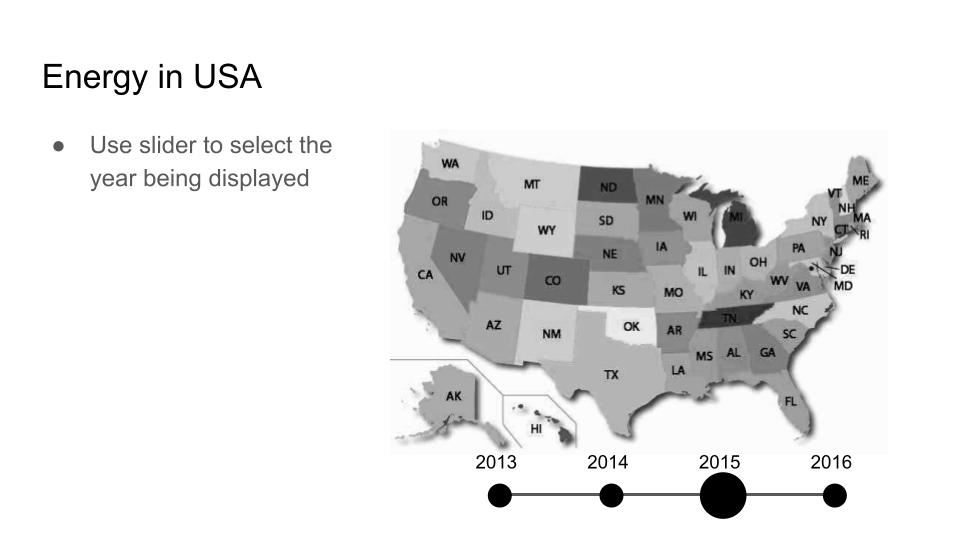 Energy in USA
● Use slider to select the
year being displayed
WA
MT
ND
MN
ME
VT
NH
OR
ID
SD
WI
MI
NY
MA
CT
RI
WY
IA
PA
NJ
NV
NE
OH
IL
IN
DE
CA
UT
CO
WV
VA
MD
KS
MO
KY
NC
AZ
NM
OK
AR
TN
SC
MS
AL
GA
TX
LA
FL
AK
HI
2013
2014
2015
2016